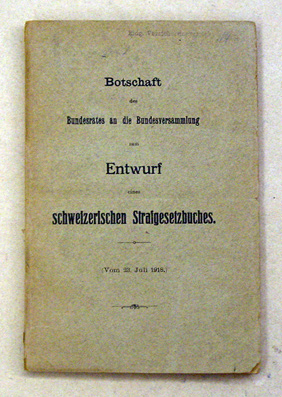 Botschaft
des
Bundesrates an die Bundesversammlung
zum
Entwurf
eines
schweizerischen Strafgesetzbuches.
(Vom 23. Juli 1918.)